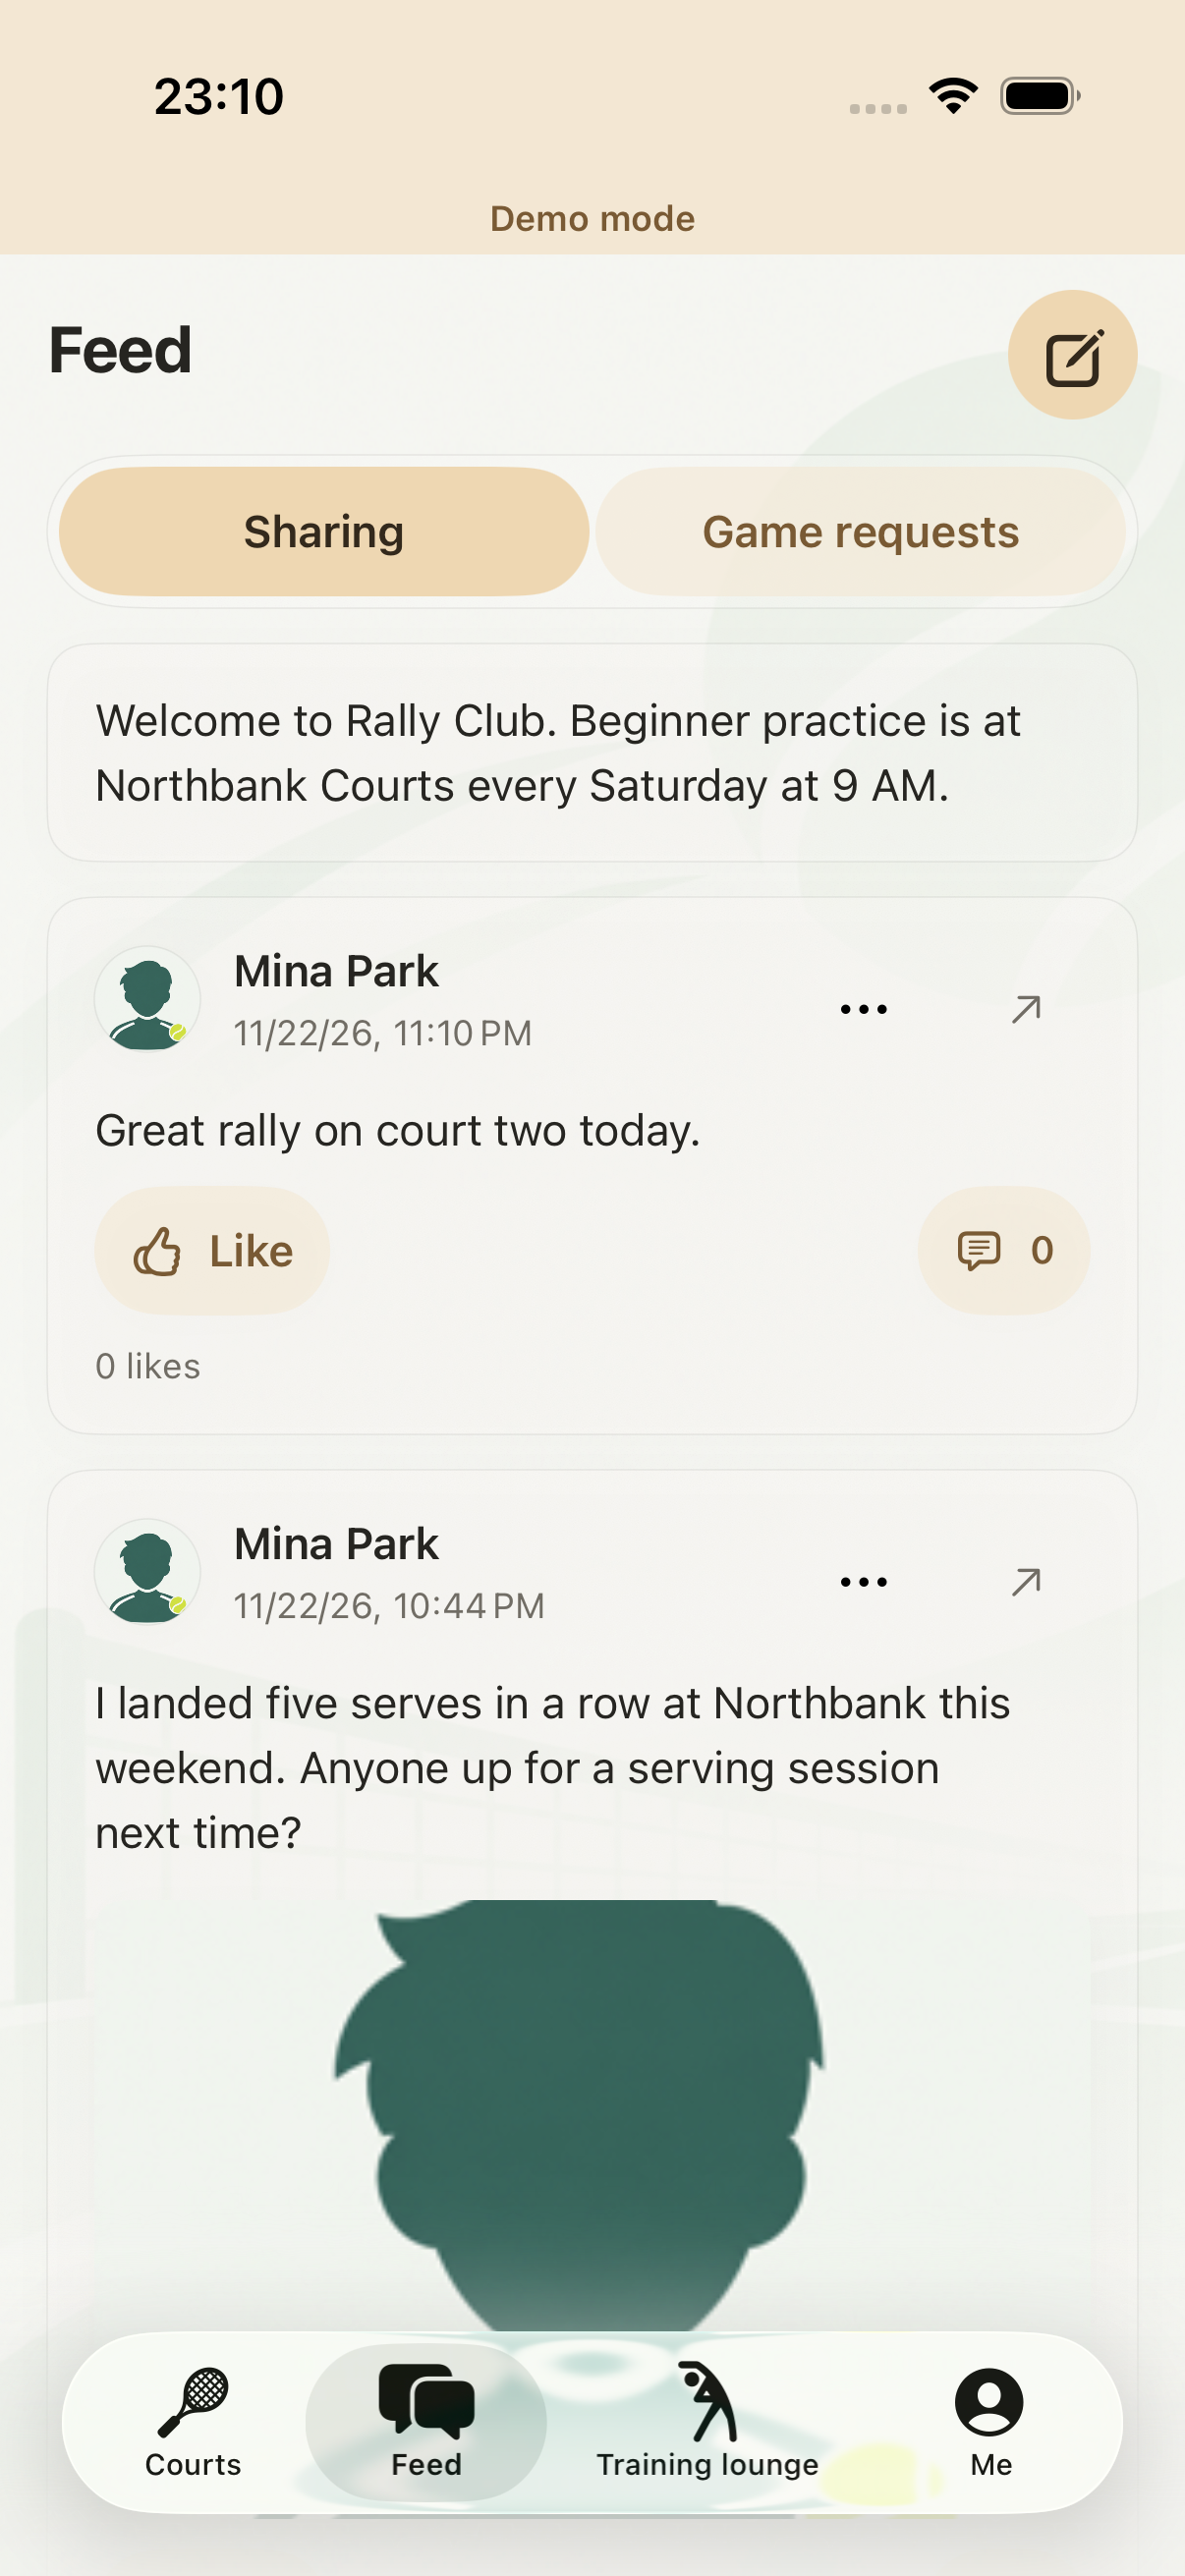 23:10
Demo mode
Feed
Sharing
Game requests
Welcome to Rally Club. Beginner practice is at
Northbank Courts every Saturday at 9 AM.
Mina Park
11/22/26, 11:10 PM
Great rally on court two today.
Like
0
0 likes
Mina Park
11/22/26, 10:44 PM
I landed five serves in a row at Northbank this
weekend. Anyone up for a serving session
next time?
Courts
Feed
Training lounge
Me